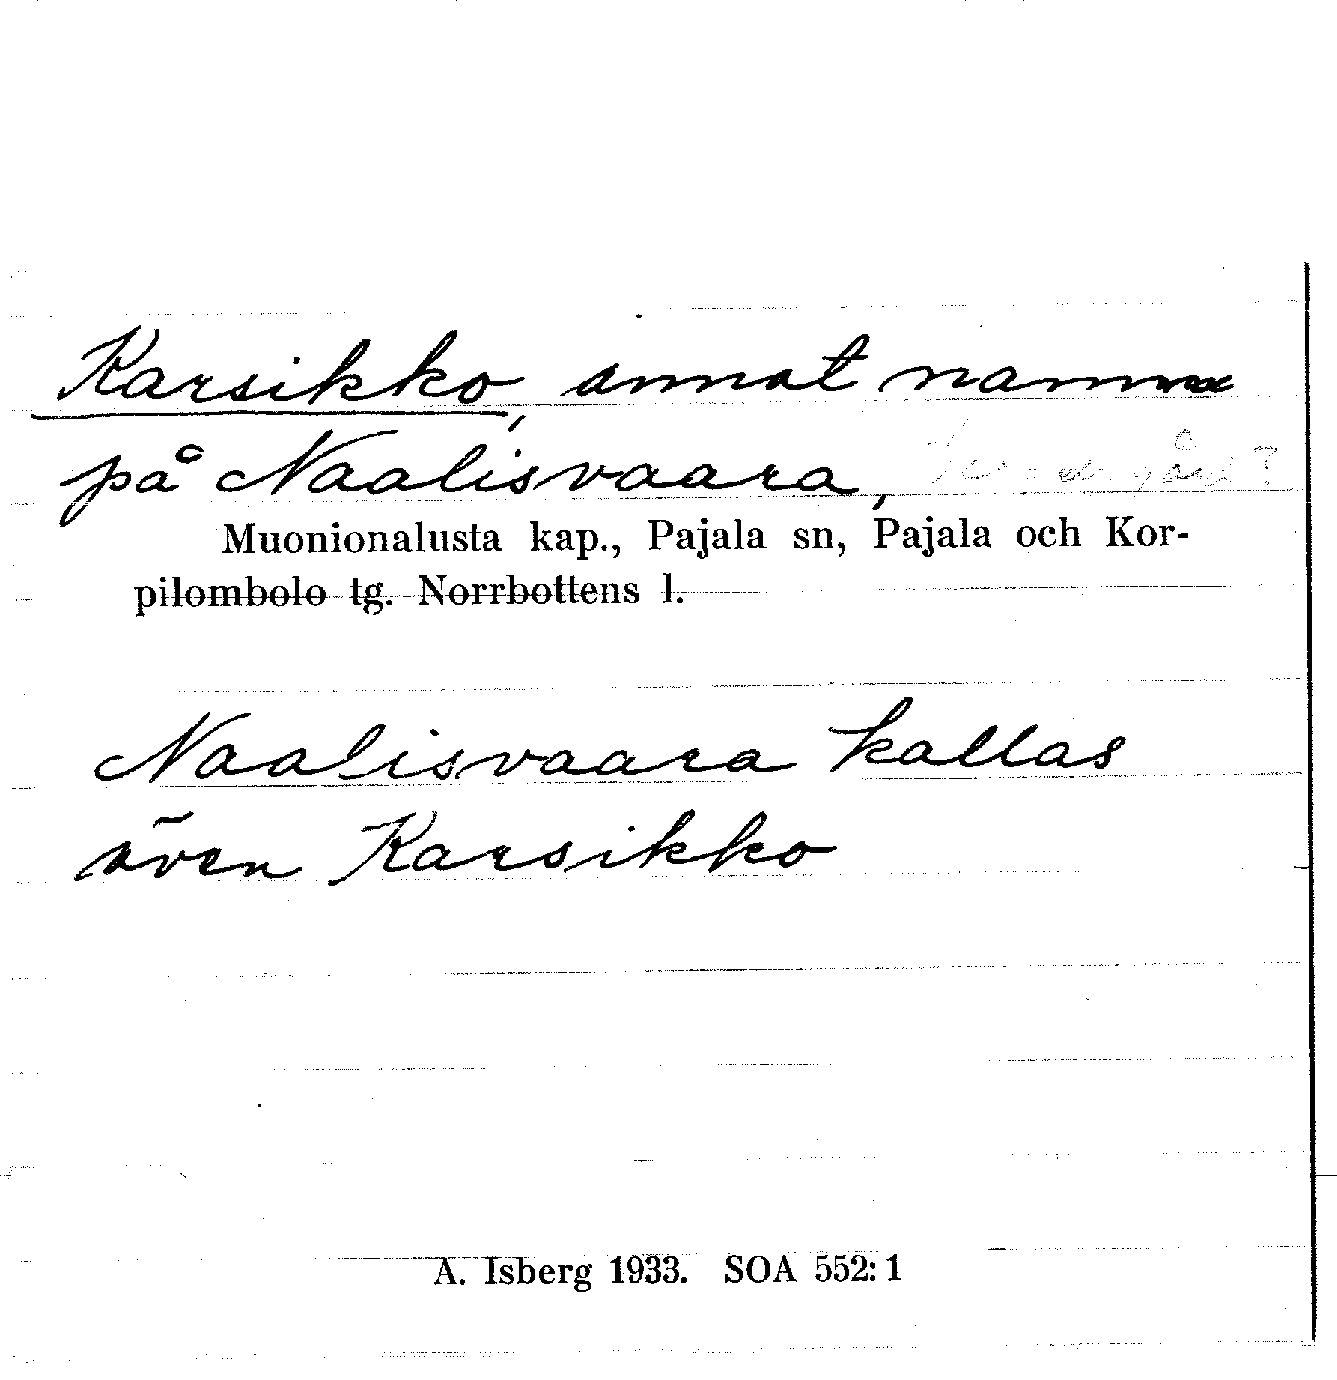 Karsikko, annat namn
på Naalisvaara,
Muonionalusta kap., Pajala sn, Pajala och Kor-
pilombolo tg. Norrbottens l.
Naalisvaara kallas
även Karsikko
A. Isberg 1933. SOA 552:1